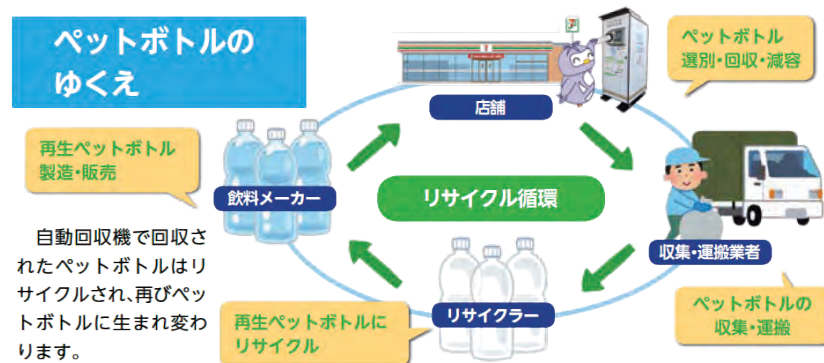 ペットボトルの
ゆくえ
ペットボトル
選別・回収・減容
店舗
再生ペットボトル
製造・販売
飲料メーカー
リサイクル循環
収集・運搬業者
自動回収機で回収さ
れたペットボトルはリ
サイクルされ、再びペッ
トボトルに生まれ変わ
ります。
再生ペットボトルに
リサイクル
リサイクラー
ペットボトルの
収集・運搬